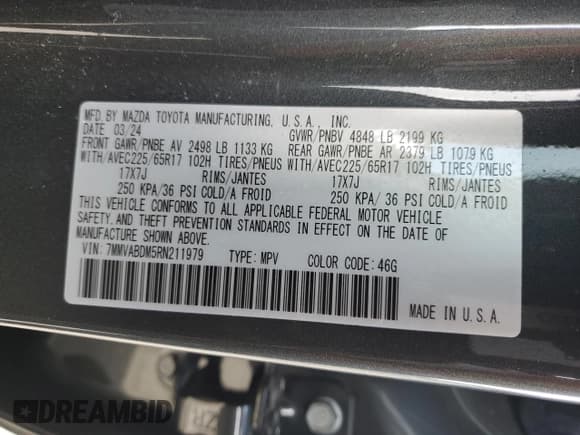 MFD. BY MAZDA TOYOTA MANUFACTURING, U.S.A., INC.
DATE 03/24 GVWR/PNBV 4848 LB 2199 KG
FRONT GAWR/PNBE AV 2498 LB 1133 KG REAR GAWR/PNBE AR 2379 LB 1079 KG
WITH/AVEC225/65R17 102H TIRES/PNEUS WITH/AVEC225/65R17 102H TIRES/PNEUS
17X7J RIMS/JANTES 17X7J RIMS/JANTES
250 KPA/36 PSI COLD/A FROID 250 KPA/36 PSI COLD/A FROID
THIS VEHICLE CONFORMS TO ALL APPLICABLE FEDERAL MOTOR VEHICLE
SAFETY, AND THEFT PREVENTION STANDARDS IN EFFECT ON THE DATE OF
MANUFACTURE SHOWN ABOVE.
VIN: 7MMVABDM5RN211979 TYPE: MPV COLOR CODE: 46G
MADE IN U.S.A.
DREAMBID
ZR